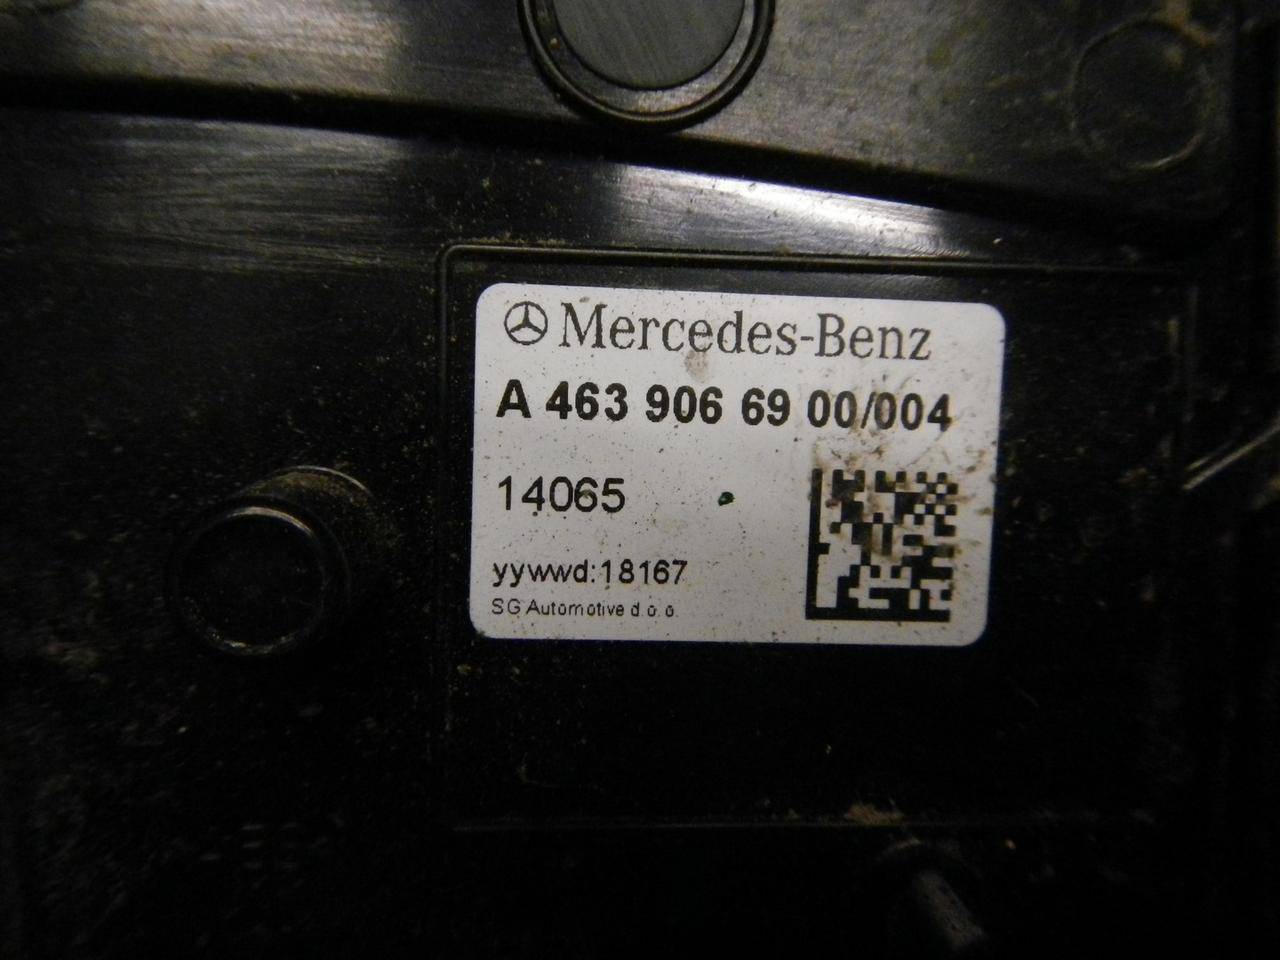 Mercedes-Benz
A 463 906 69 00/004
14065
yywwd:18167
SG Automotive d.o.o.